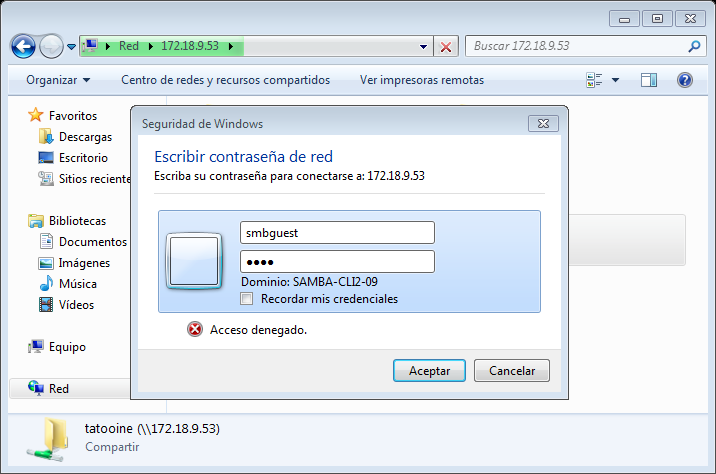 Red ▸ 172.18.9.53
Buscar 172.18.9.53
Organizar
Centro de redes y recursos compartidos
Ver impresoras remotas
Favoritos
Descargas
Escritorio
Sitios reciente
Bibliotecas
Documentos
Imágenes
Música
Vídeos
Equipo
Red
Seguridad de Windows
Escribir contraseña de red
Escriba su contraseña para conectarse a: 172.18.9.53
smbguest
●●●●
Dominio: SAMBA-CLI2-09
Recordar mis credenciales
Acceso denegado.
Aceptar
Cancelar
tatooine (\\172.18.9.53)
Compartir